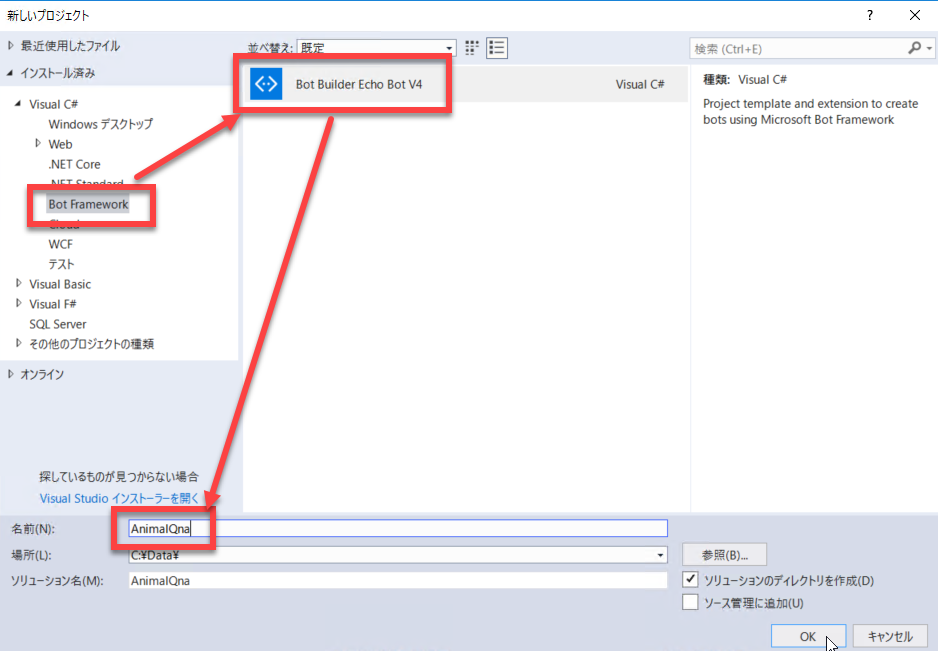 新しいプロジェクト
?
最近使用したファイル
並べ替え: 既定
検索 (Ctrl+E)
インストール済み
Visual C#
Windows デスクトップ
Web
.NET Core
.NET Standard
Bot Framework
Cloud
WCF
テスト
Visual Basic
Visual F#
SQL Server
その他のプロジェクトの種類
オンライン
Bot Builder Echo Bot V4
Visual C#
種類: Visual C#
Project template and extension to create
bots using Microsoft Bot Framework
探しているものが見つからない場合
Visual Studio インストーラーを開く
名前(N): AnimalQna
場所(L): C:¥Data¥
参照(B)...
ソリューション名(M): AnimalQna
ソリューションのディレクトリを作成(D)
ソース管理に追加(U)
OK
キャンセル